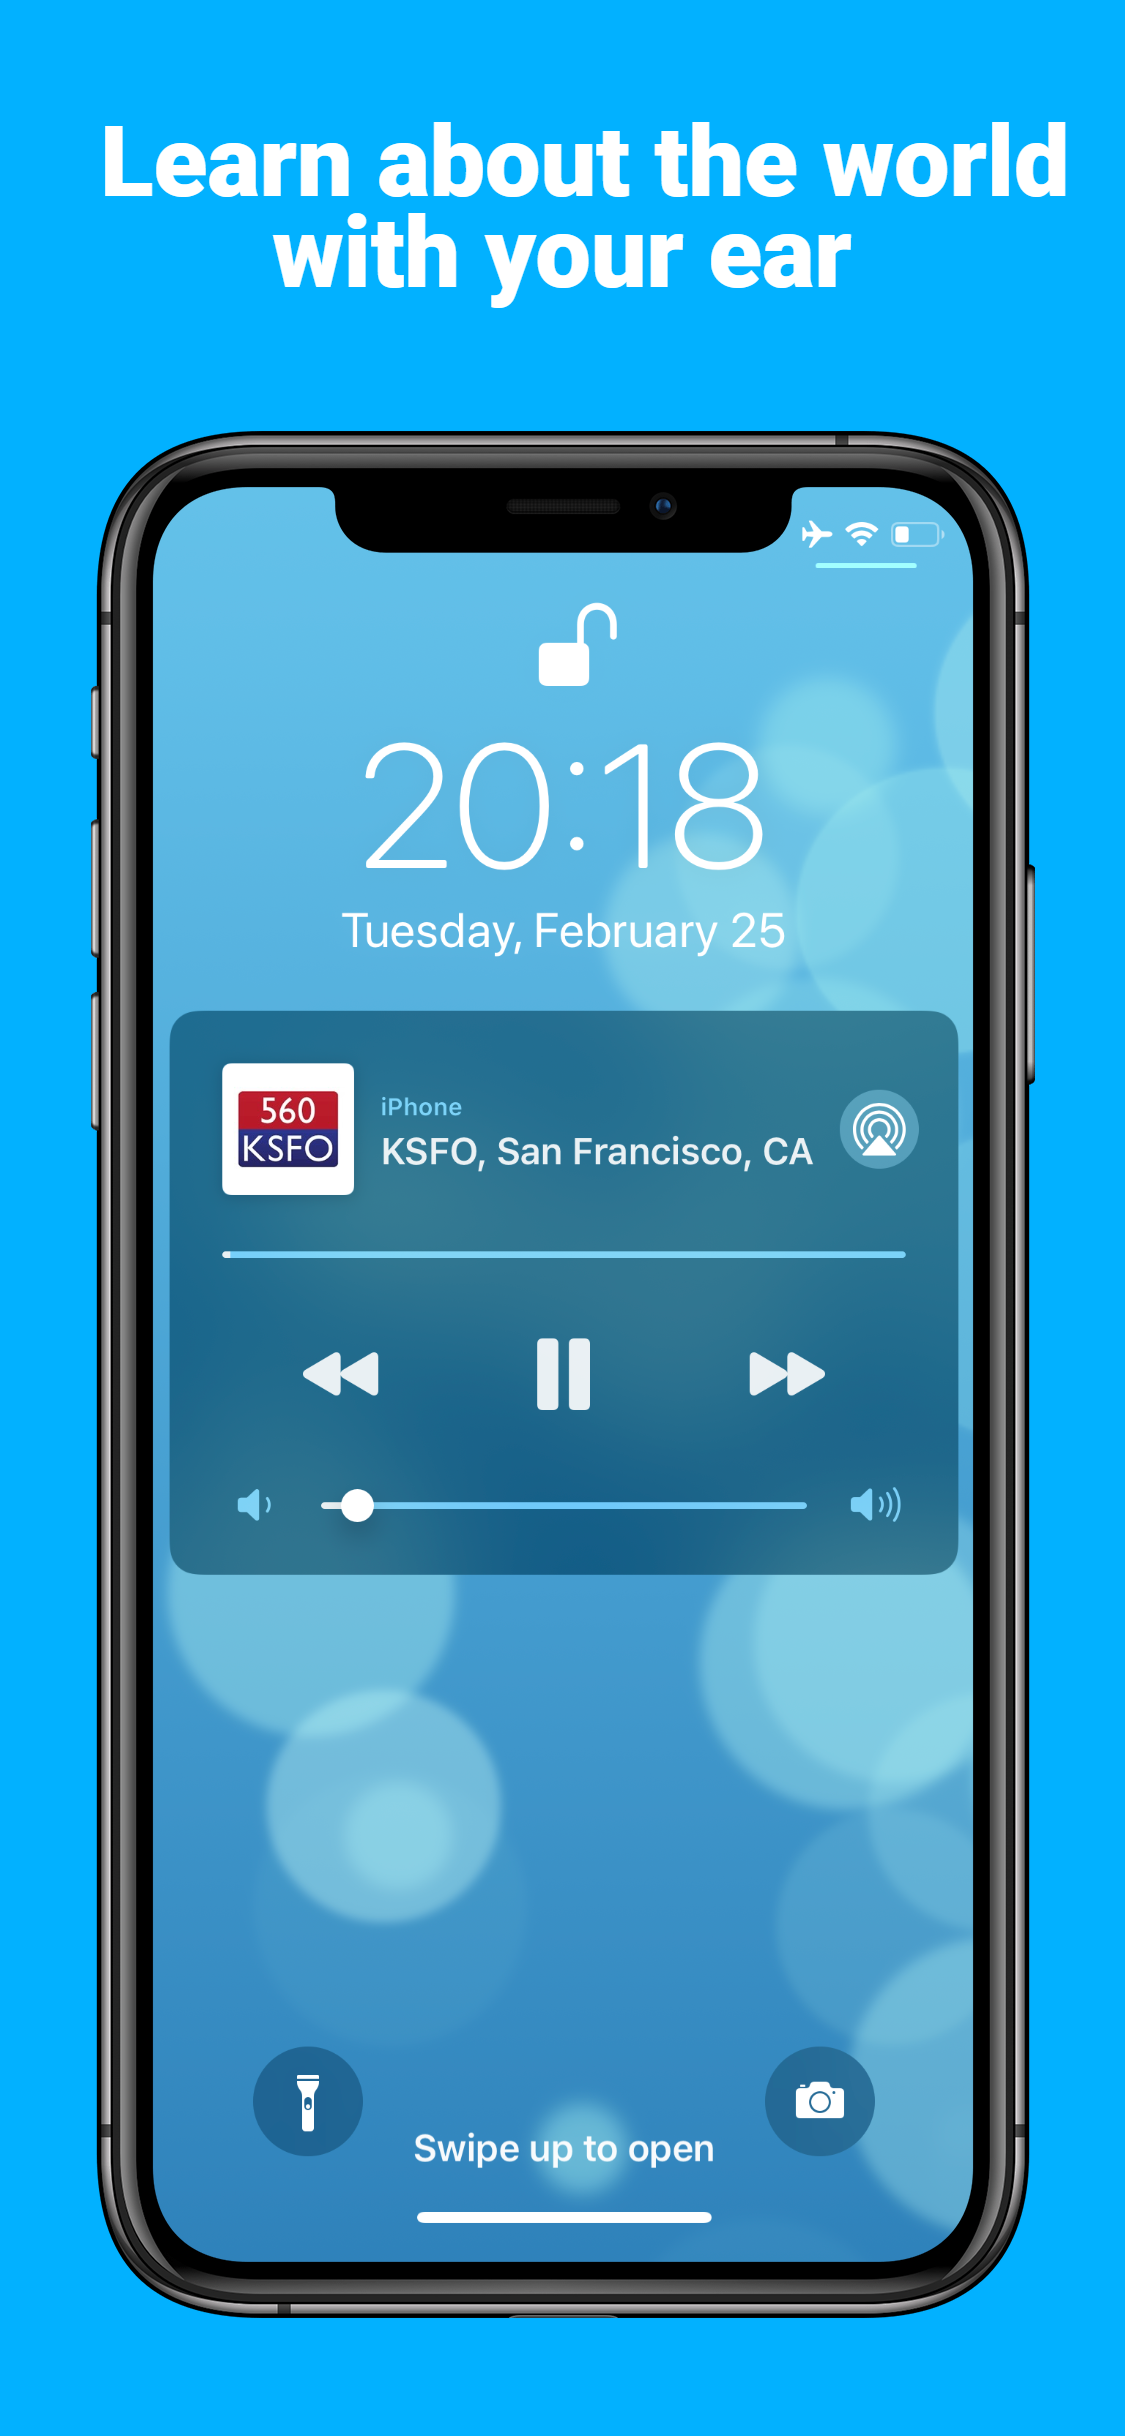 Learn about the world
with your ear
20:18
Tuesday, February 25
560
KSFO
iPhone
KSFO, San Francisco, CA
Swipe up to open